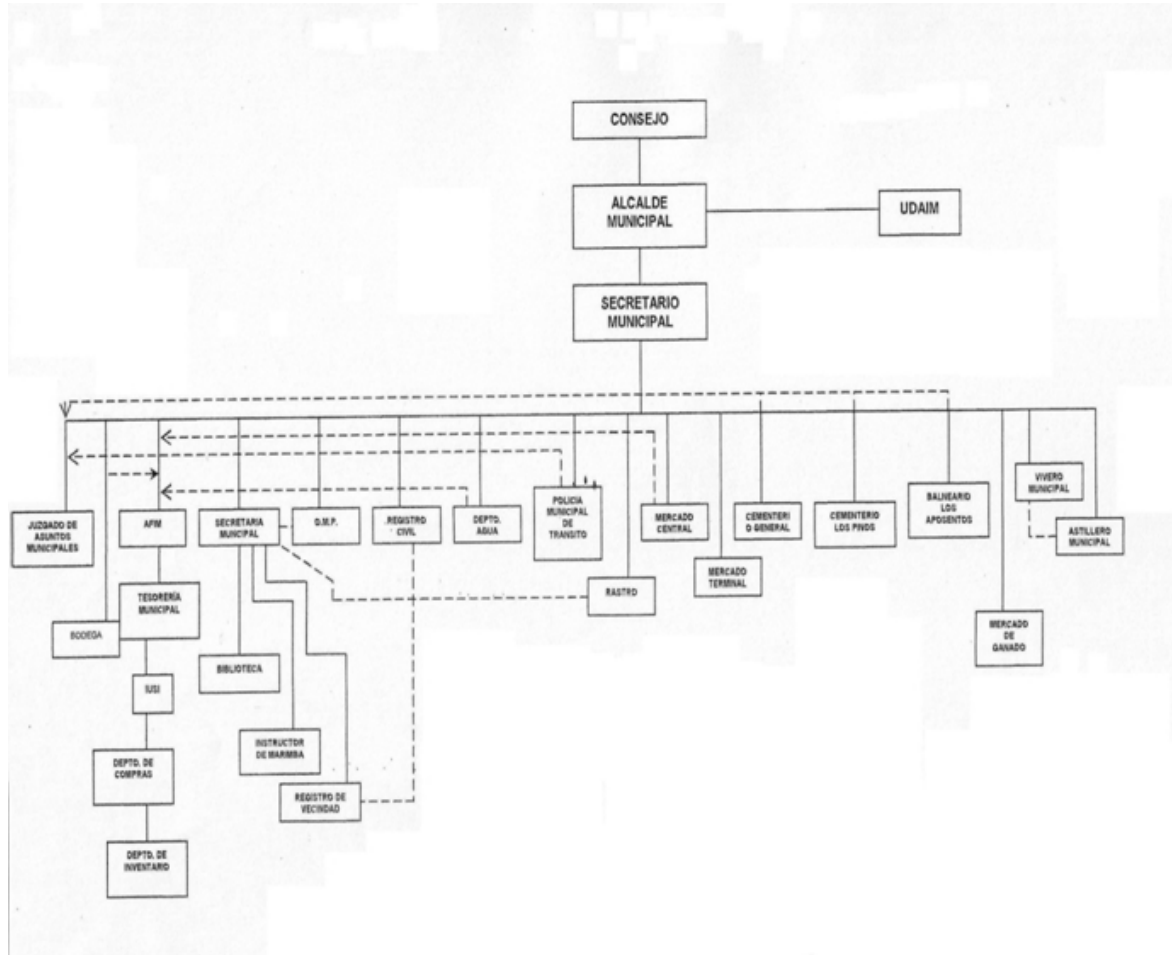 CONSEJO
ALCALDE
MUNICIPAL
UDAIM
SECRETARIO
MUNICIPAL
JUZGADO DE
ASUNTOS
MUNICIPALES
AFIM
SECRETARIA
MUNICIPAL
O.M.P.
REGISTRO
CIVIL
DEPTO.
AGUA
POLICIA
MUNICIPAL
DE
TRANSITO
MERCADO
CENTRAL
CEMENTERI
O GENERAL
CEMENTERIO
LOS PINOS
BALNEARIO
LOS
APOSENTOS
VIVERO
MUNICIPAL
ASTILLERO
MUNICIPAL
MERCADO
TERMINAL
RASTRO
TESORERÍA
MUNICIPAL
BODEGA
MERCADO
DE
GANADO
BIBLIOTECA
IUSI
INSTRUCTOR
DE MARIMBA
DEPTO. DE
COMPRAS
REGISTRO DE
VECINDAD
DEPTO. DE
INVENTARIO